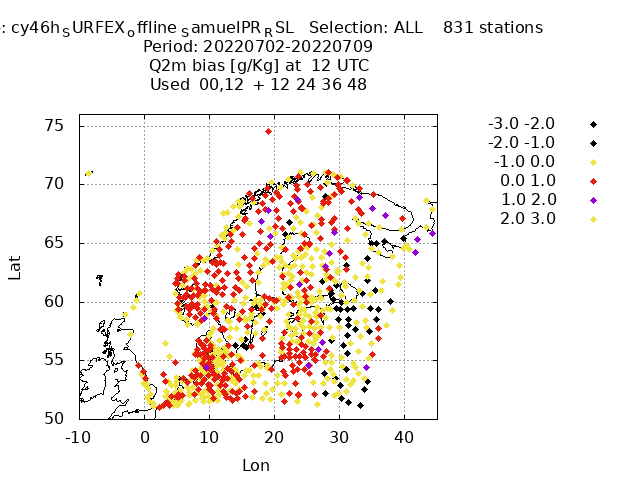 : cy46h_SURFEX_offline_SamuelPR_RSL Selection: ALL 831 stations
Period: 20220702-20220709
Q2m bias [g/Kg] at 12 UTC
Used 00,12 + 12 24 36 48
-3.0 -2.0
-2.0 -1.0
-1.0 0.0
0.0 1.0
1.0 2.0
2.0 3.0
75
70
65
60
55
50
Lat
-10 0 10 20 30 40
Lon